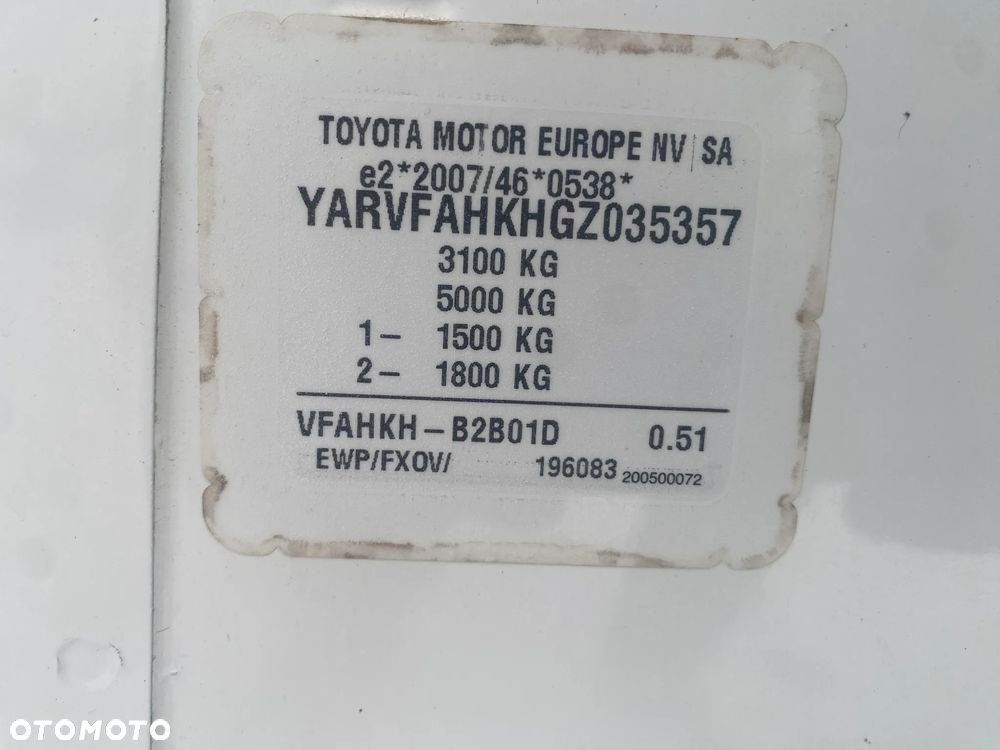 TOYOTA MOTOR EUROPE NV/SA
e2*2007/46*0538*
YARVFAHKHGZ035357
3100 KG
5000 KG
1- 1500 KG
2- 1800 KG
VFAHKH-B2B01D 0.51
EWP/FXOV/ 196083 200500072
OTOMOTO